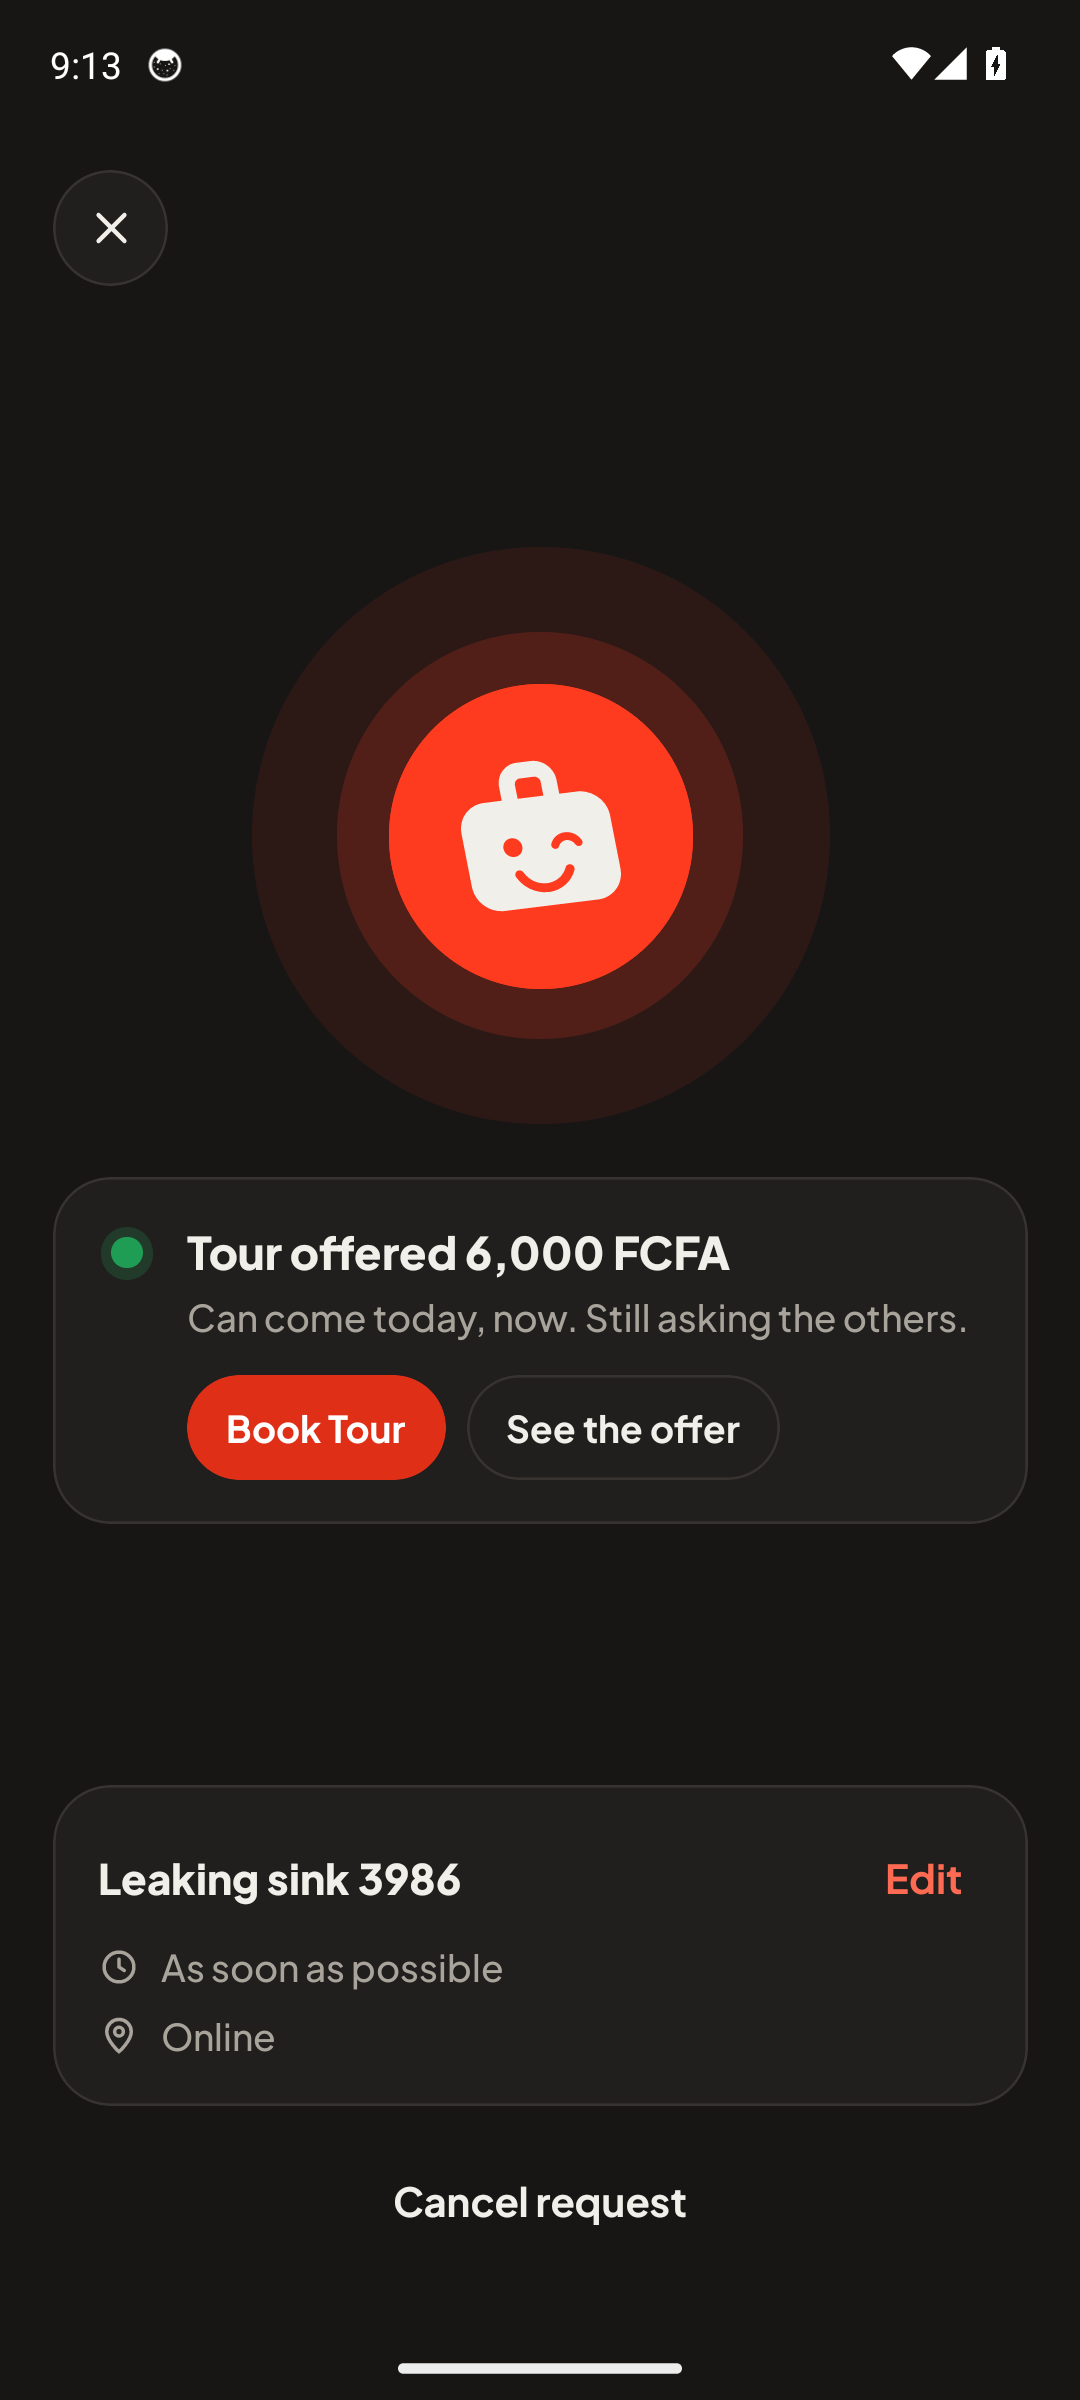 9:13
Tour offered 6,000 FCFA
Can come today, now. Still asking the others.
Book Tour
See the offer
Leaking sink 3986
Edit
As soon as possible
Online
Cancel request